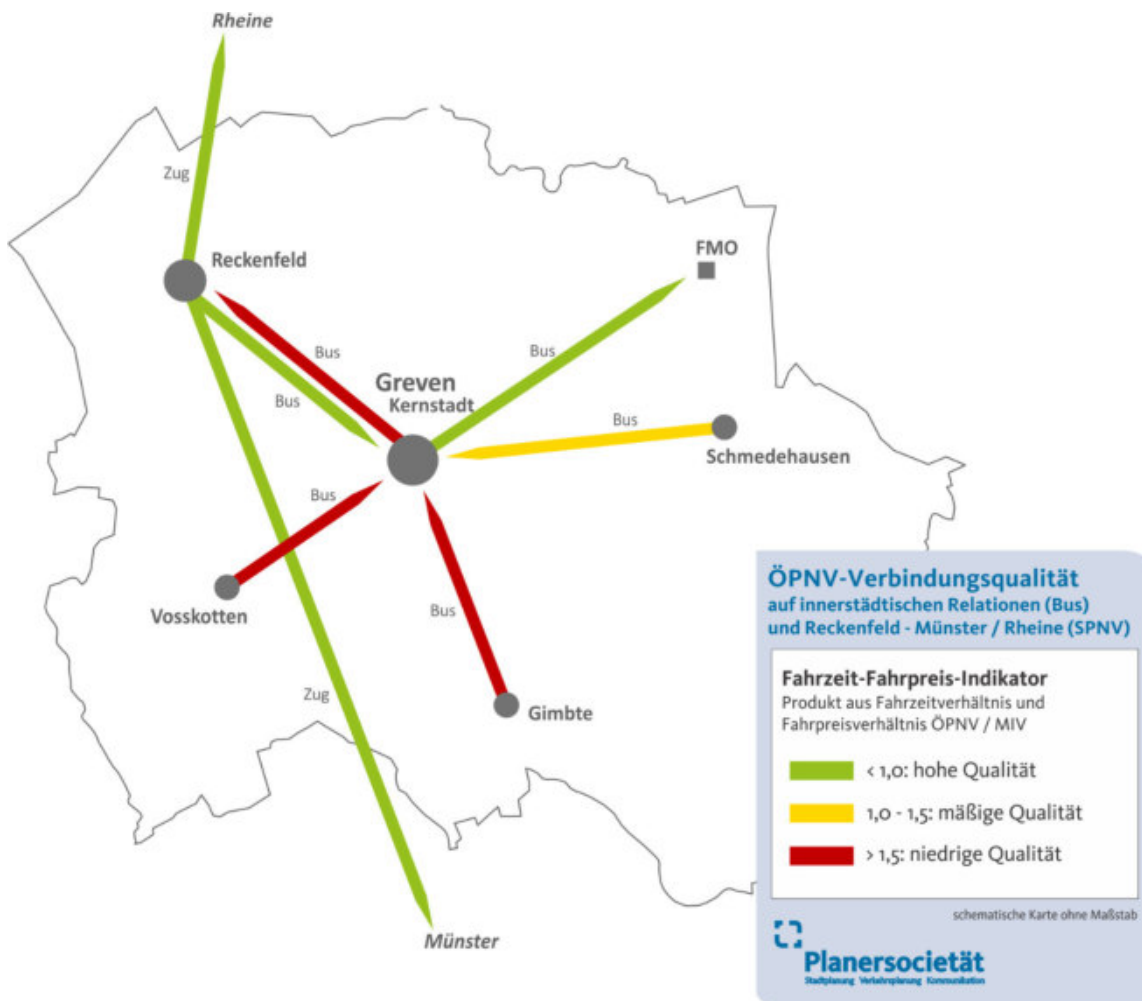 Rheine
Zug
Reckenfeld
FMO
Bus
Bus
Bus
Greven
Kernstadt
Bus
Schmedehausen
Bus
Vosskotten
Bus
Gimbte
Zug
Münster
ÖPNV-Verbindungsqualität
auf innerstädtischen Relationen (Bus)
und Reckenfeld - Münster / Rheine (SPNV)
Fahrzeit-Fahrpreis-Indikator
Produkt aus Fahrzeitverhältnis und
Fahrpreisverhältnis ÖPNV / MIV
< 1,0: hohe Qualität
1,0 - 1,5: mäßige Qualität
> 1,5: niedrige Qualität
schematische Karte ohne Maßstab
Planersocietät
Stadtplanung Verkehrsplanung Kommunikation